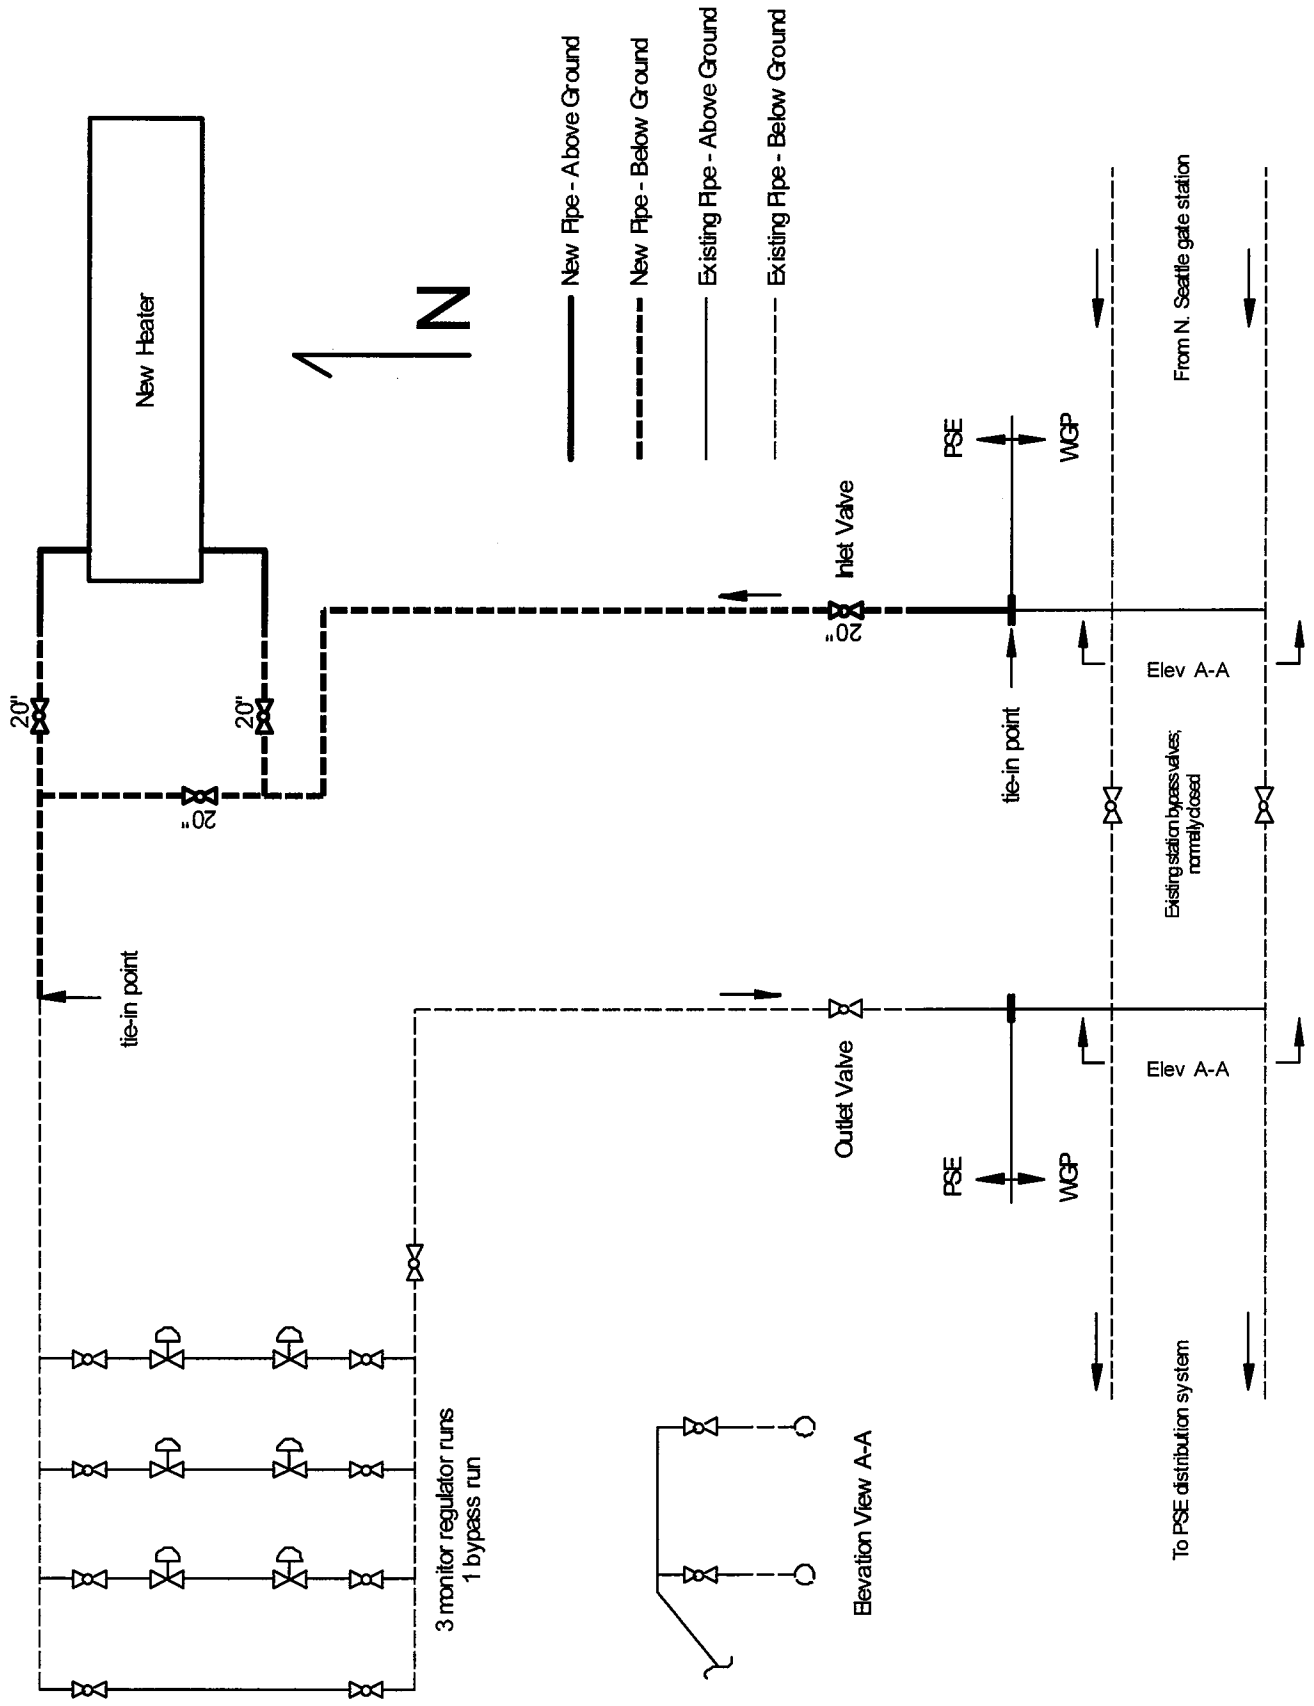 New Heater
20"
20"
20"
N
New Pipe - Above Ground
New Pipe - Below Ground
Existing Pipe - Above Ground
Existing Pipe - Below Ground
tie-in point
3 monitor regulator runs
1 bypass run
Inlet Valve
20"
Outlet Valve
PSE
WGP
PSE
WGP
tie-in point
Elev A-A
Elev A-A
Existing station bypass valves;
normally closed
From N. Seattle gate station
To PSE distribution system
Elevation View A-A